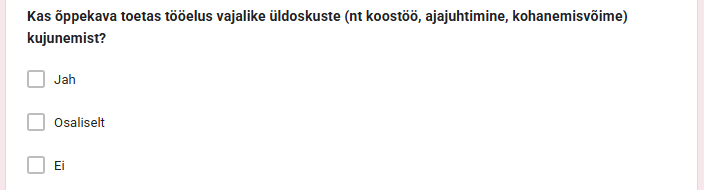 Kas õppekava toetas tööelus vajalike üldoskuste (nt koostöö, ajajuhtimine, kohanemisvõime)
kujunemist?
Jah
Osaliselt
Ei